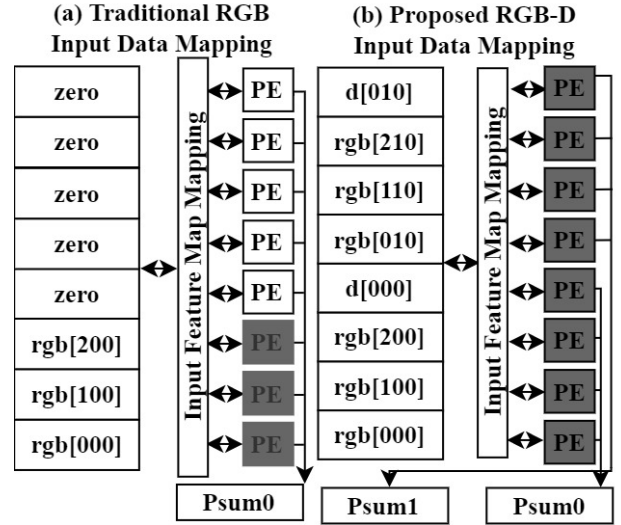 (a) Traditional RGB
Input Data Mapping
zero
zero
zero
zero
zero
rgb[200]
rgb[100]
rgb[000]
Input Feature Map Mapping
PE
PE
PE
PE
PE
PE
PE
PE
Psum0
(b) Proposed RGB-D
Input Data Mapping
d[010]
rgb[210]
rgb[110]
rgb[010]
d[000]
rgb[200]
rgb[100]
rgb[000]
Input Feature Map Mapping
PE
PE
PE
PE
PE
PE
PE
PE
Psum1
Psum0